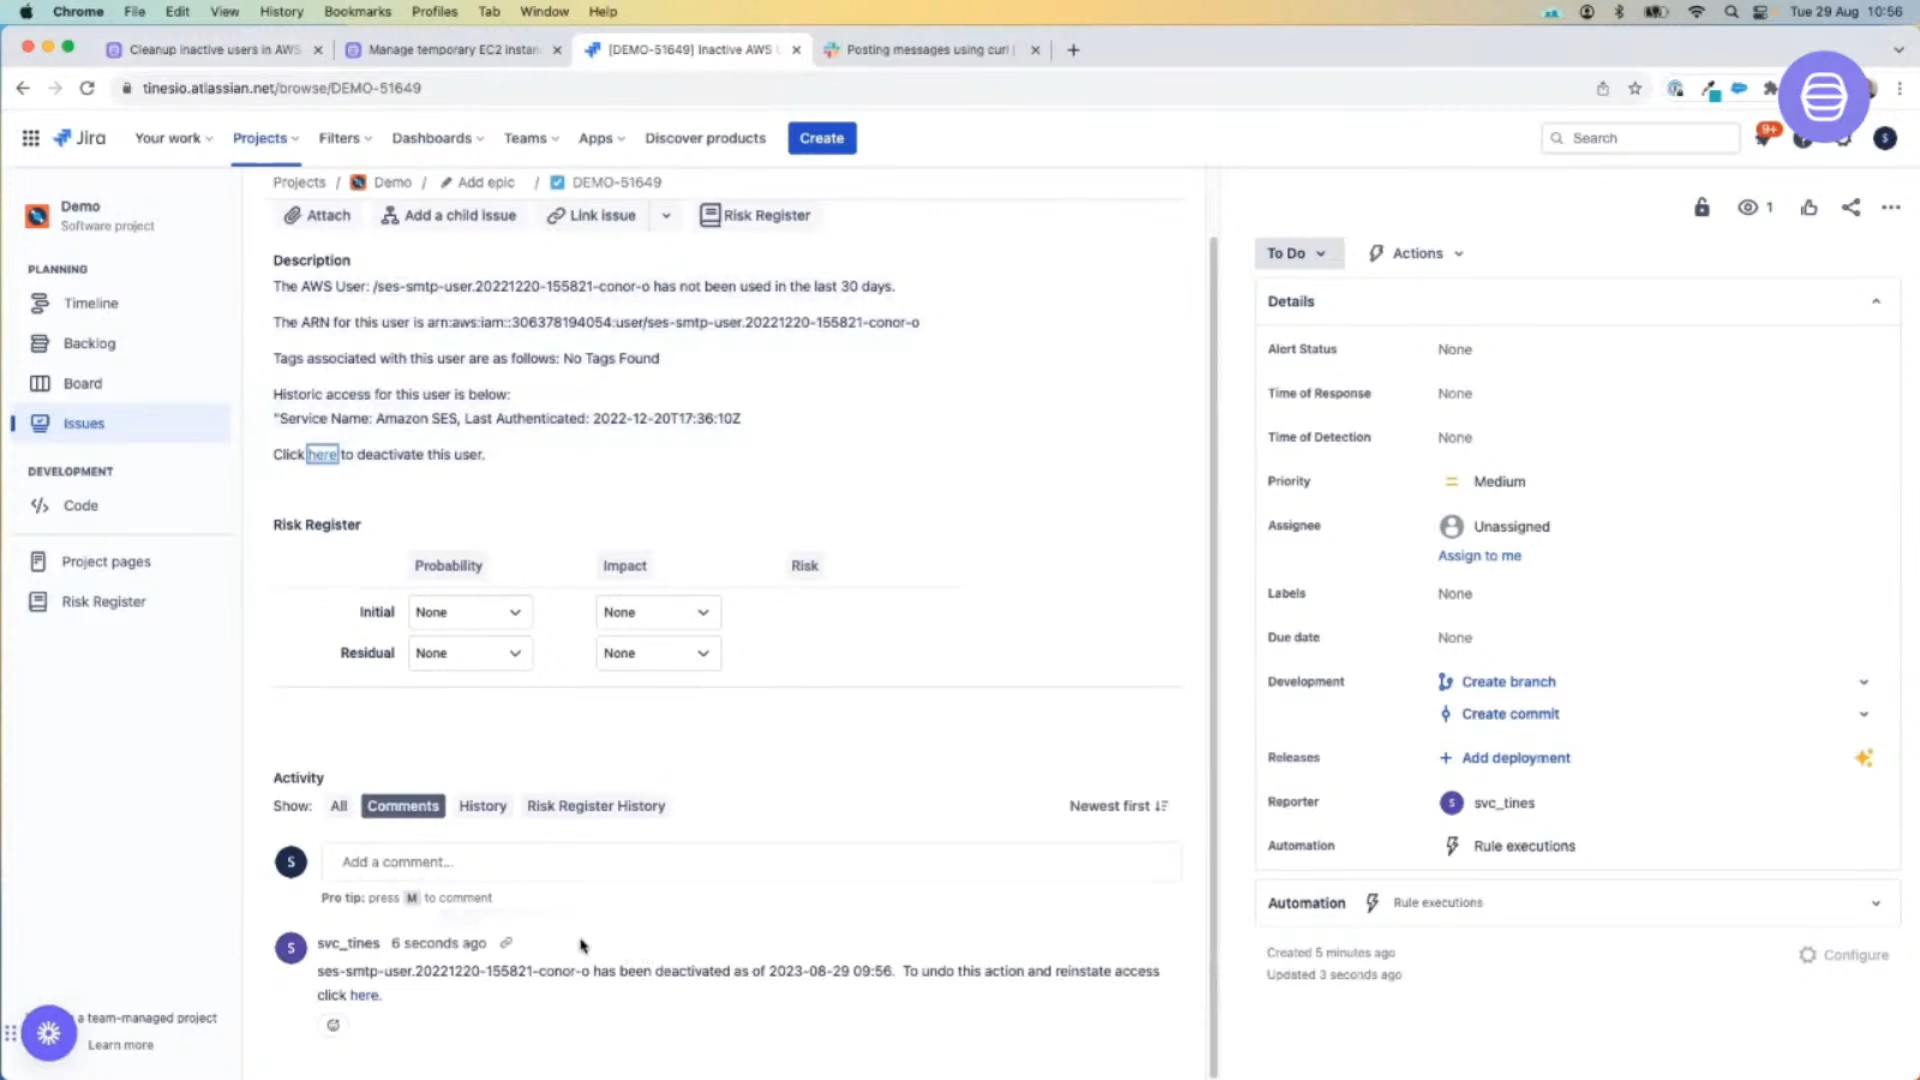 Chrome File Edit View History Bookmarks Profiles Tab Window Help Tue 29 Aug 10:56
Cleanup inactive users in AWS Manage temporary EC2 instan [DEMO-51649] Inactive AWS Posting messages using curl
tinesio.atlassian.net/browse/DEMO-51649
Jira Your work Projects Filters Dashboards Teams Apps Discover products Create Search 9+ S
Projects / Demo / Add epic / DEMO-51649
Demo
Software project
Attach Add a child issue Link issue Risk Register
1
PLANNING
Timeline
Backlog
Board
Issues
DEVELOPMENT
Code
Project pages
Risk Register
Description
The AWS User: /ses-smtp-user.20221220-155821-conor-o has not been used in the last 30 days.
The ARN for this user is arn:aws:iam::306378194054:user/ses-smtp-user.20221220-155821-conor-o
Tags associated with this user are as follows: No Tags Found
Historic access for this user is below:
"Service Name: Amazon SES, Last Authenticated: 2022-12-20T17:36:10Z
Click here to deactivate this user.
Risk Register
Probability Impact Risk
Initial None None
Residual None None
Activity
Show: All Comments History Risk Register History Newest first
S Add a comment...
Pro tip: press M to comment
S svc_tines 6 seconds ago
ses-smtp-user.20221220-155821-conor-o has been deactivated as of 2023-08-29 09:56. To undo this action and reinstate access
click here.
a team-managed project
Learn more
To Do Actions
Details
Alert Status None
Time of Response None
Time of Detection None
Priority Medium
Assignee Unassigned
Assign to me
Labels None
Due date None
Development Create branch
Create commit
Releases Add deployment
Reporter S svc_tines
Automation Rule executions
Automation Rule executions
Created 5 minutes ago
Updated 3 seconds ago
Configure